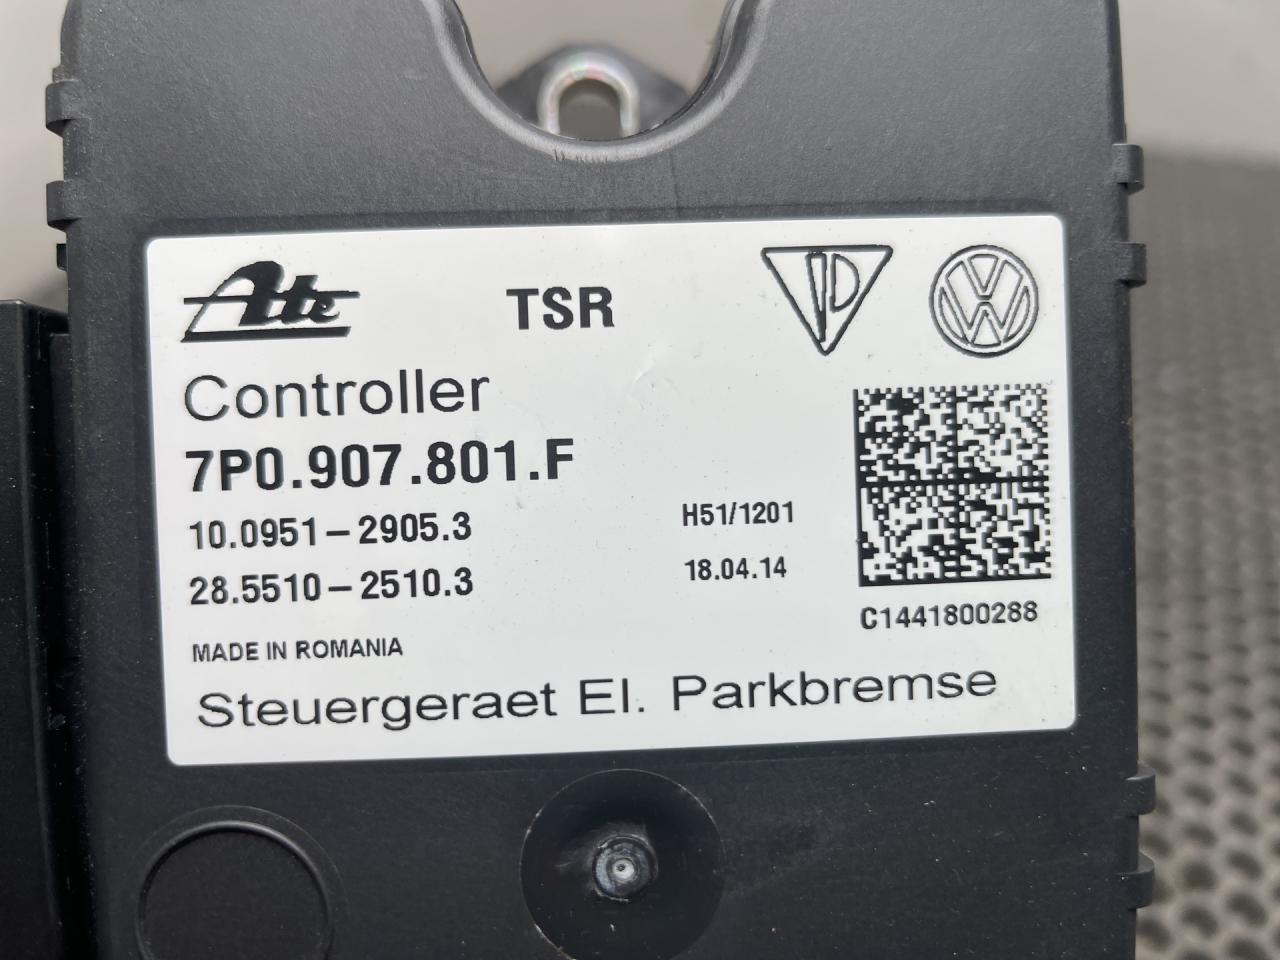 Ate TSR
Controller
7P0.907.801.F
10.0951-2905.3 H51/1201
28.5510-2510.3 18.04.14
C1441800288
MADE IN ROMANIA
Steuergeraet El. Parkbremse